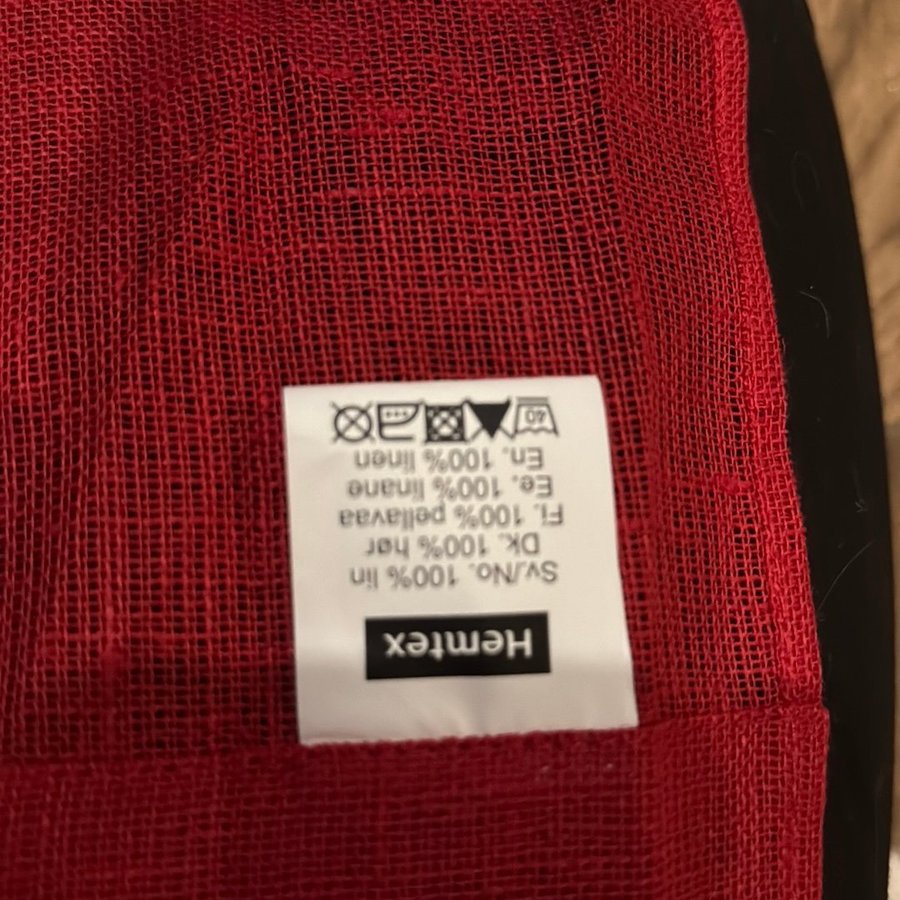 Hemtex
Sv./No. 100% lin
Dk. 100% hør
Fi. 100% pellavaa
Ee. 100% linane
En. 100% linen
40